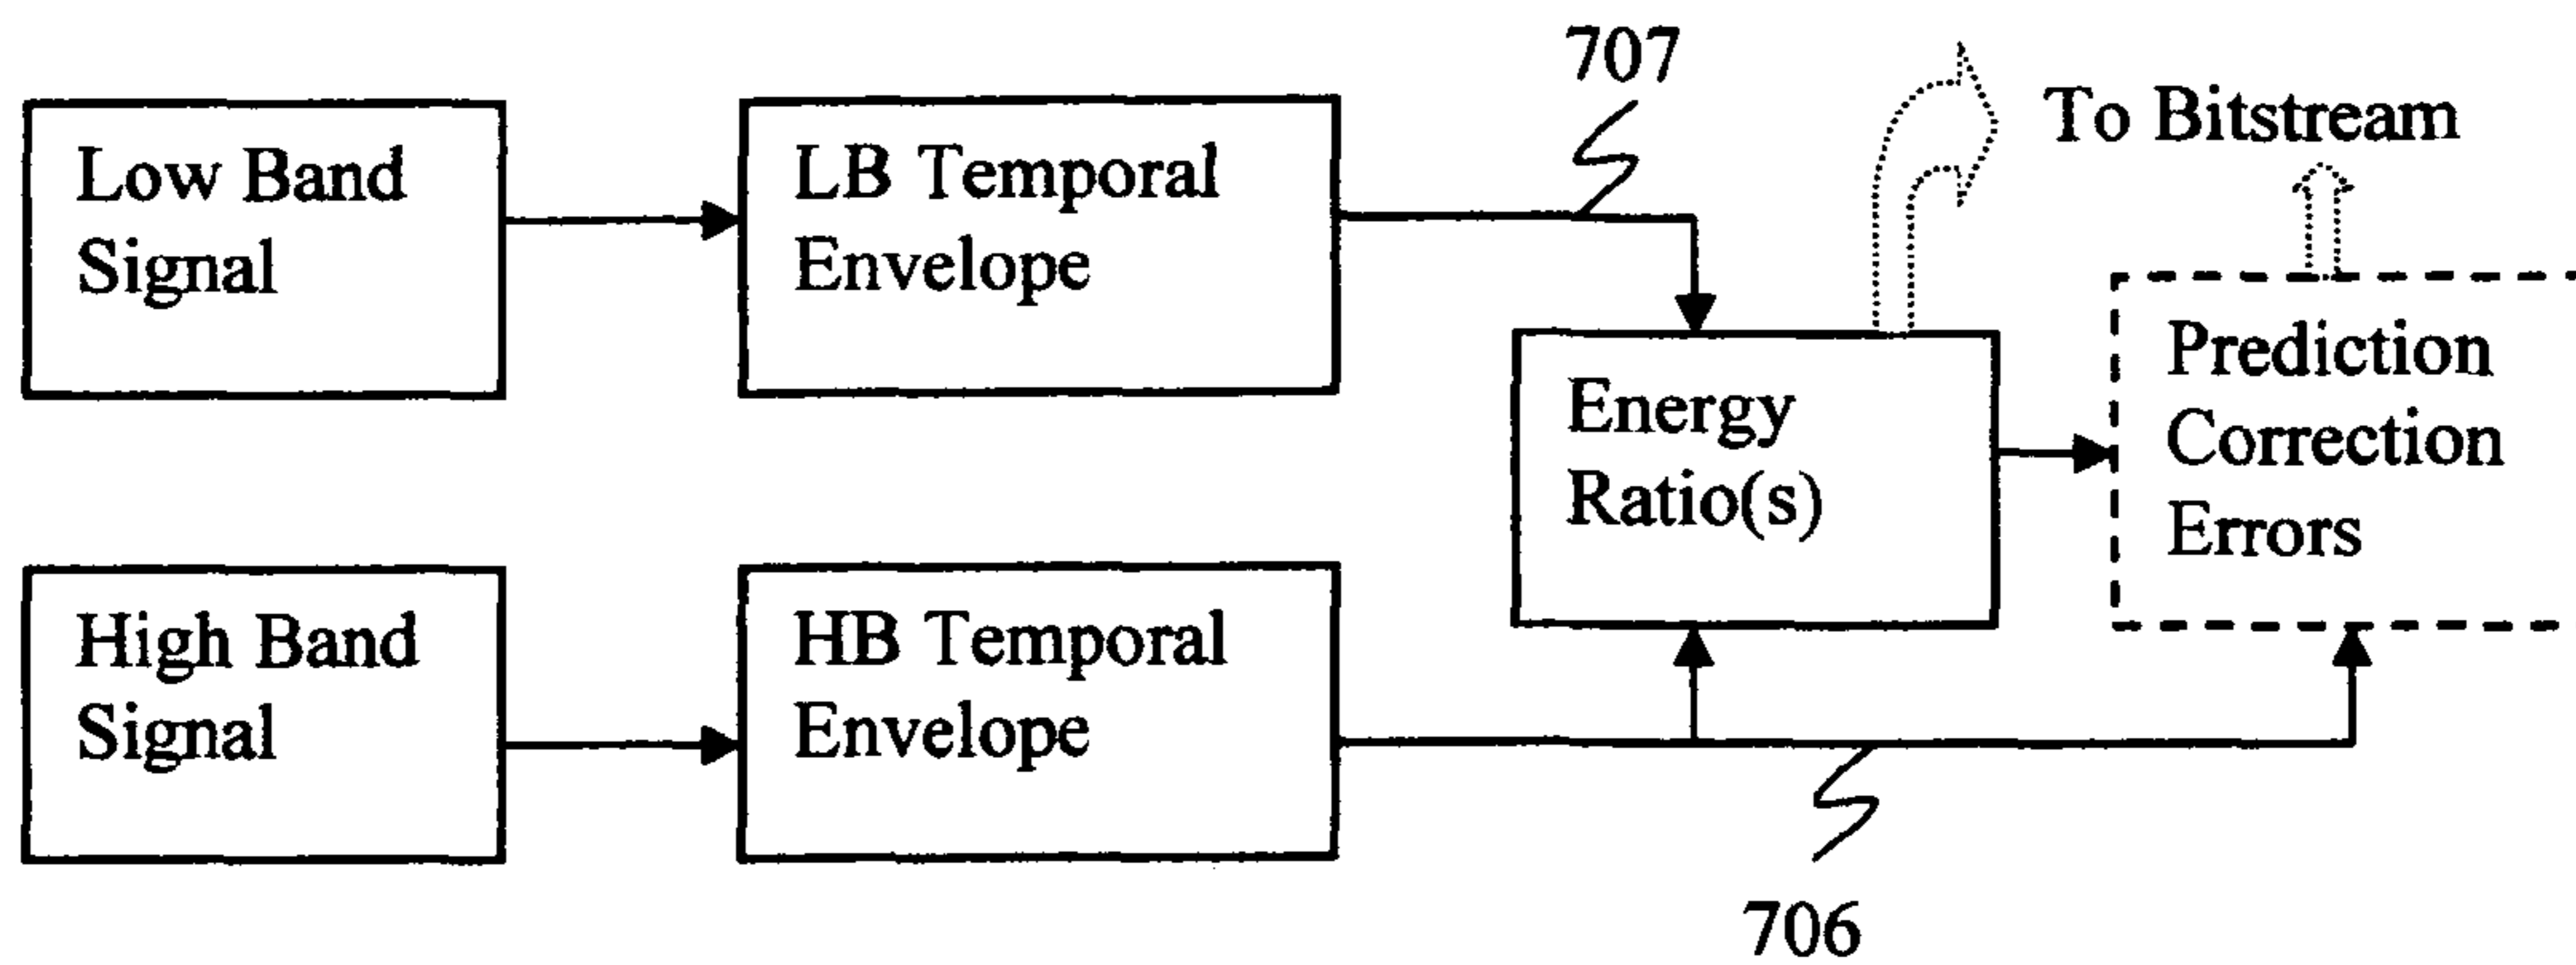 707
To Bitstream
Low Band
Signal
LB Temporal
Envelope
Energy
Ratio(s)
Prediction
Correction
Errors
High Band
Signal
HB Temporal
Envelope
706